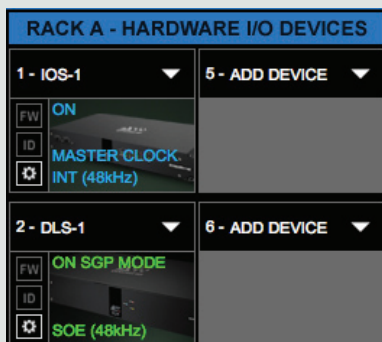 RACK A - HARDWARE I/O DEVICES
1 - IOS-1
5 - ADD DEVICE
FW
ON
ID
MASTER CLOCK
INT (48kHz)
2 - DLS-1
6 - ADD DEVICE
FW
ON SGP MODE
ID
SOE (48kHz)